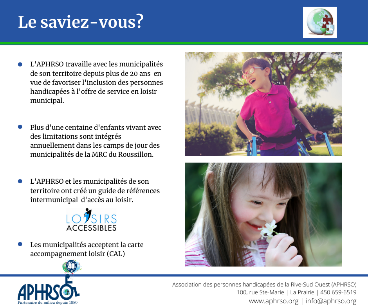 Le saviez-vous?
L'APHRSO travaille avec les municipalités
de son territoire depuis plus de 20 ans en
vue de favoriser l'inclusion des personnes
handicapées à l'offre de service en loisir
municipal.
Plus d'une centaine d'enfants vivant avec
des limitations sont intégrés
annuellement dans les camps de jour des
municipalités de la MRC du Roussillon.
L'APHRSO et les municipalités de son
territoire ont créé un guide de références
intermunicipal d'accès au loisir.
LOISIRS
ACCESSIBLES
Les municipalités acceptent la carte
accompagnement loisir (CAL)
APHRSO
Association des personnes handicapées de la Rive-Sud Ouest (APHRSO)
100, rue Ste-Marie | La Prairie | 450 659-6519
www.aphrso.org | info@aphrso.org